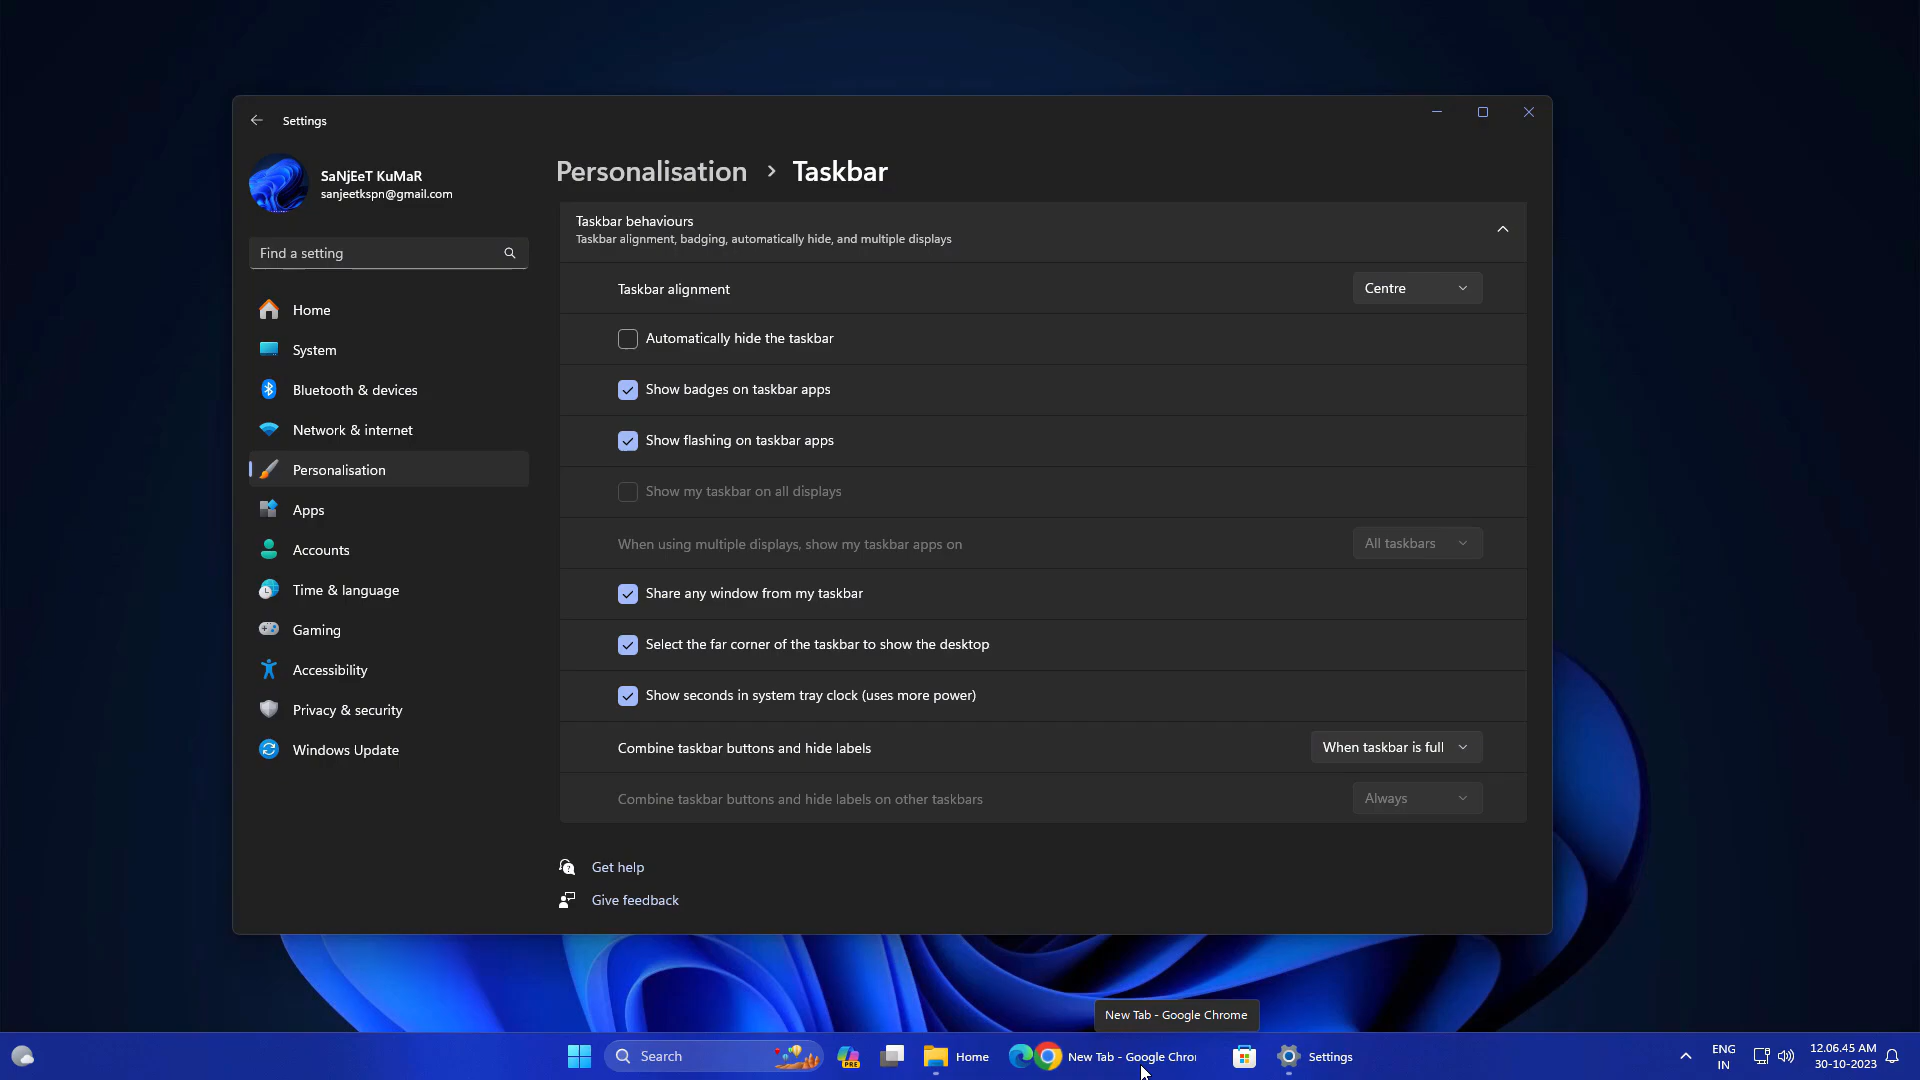 Settings
SaNjEeT KuMaR
sanjeetkspn@gmail.com
Find a setting
Home
System
Bluetooth & devices
Network & internet
Personalisation
Apps
Accounts
Time & language
Gaming
Accessibility
Privacy & security
Windows Update
Personalisation > Taskbar
Taskbar behaviours
Taskbar alignment, badging, automatically hide, and multiple displays
Taskbar alignment Centre
Automatically hide the taskbar
Show badges on taskbar apps
Show flashing on taskbar apps
Show my taskbar on all displays
When using multiple displays, show my taskbar apps on All taskbars
Share any window from my taskbar
Select the far corner of the taskbar to show the desktop
Show seconds in system tray clock (uses more power)
Combine taskbar buttons and hide labels When taskbar is full
Combine taskbar buttons and hide labels on other taskbars Always
Get help
Give feedback
New Tab - Google Chrome
Search PRE Home New Tab - Google Chror Settings
ENG
IN
12.06.45 AM
30-10-2023